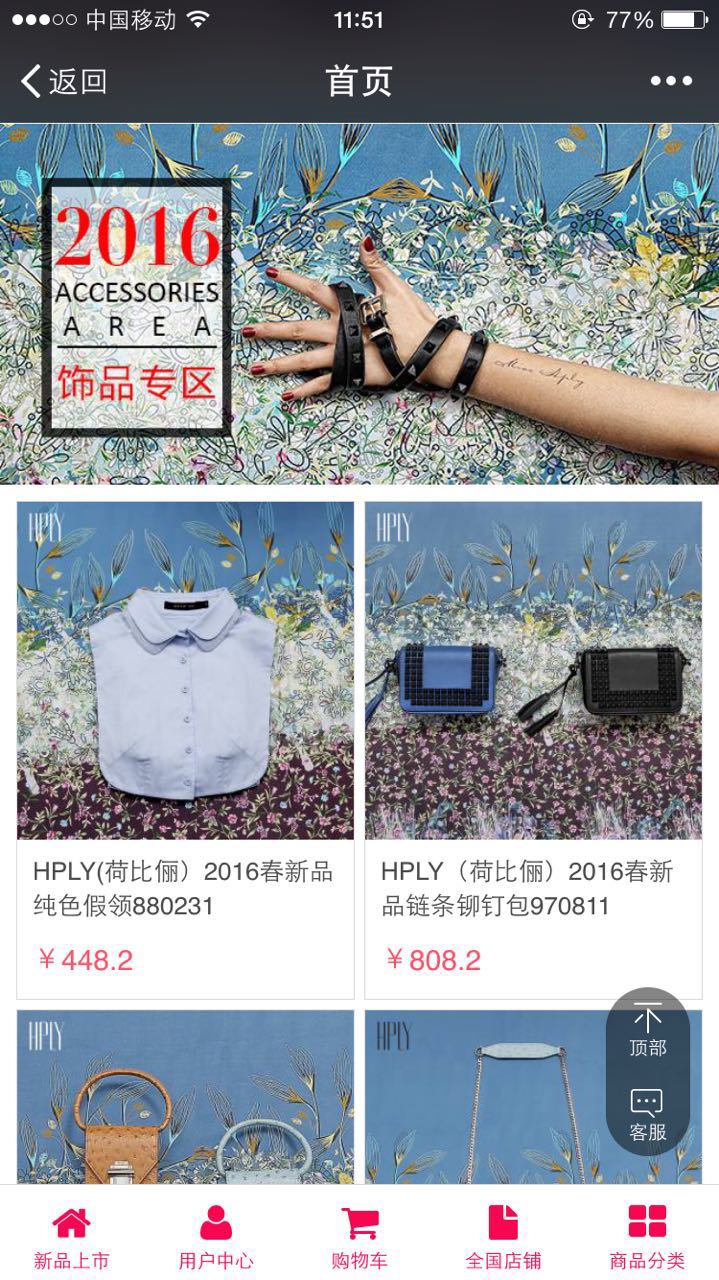 中国移动
11:51
77%
返回
首页
2016
ACCESSORIES
AREA
饰品专区
HPLY
HPLY
HPLY(荷比俪）2016春新品
纯色假领880231
￥448.2
HPLY（荷比俪）2016春新
品链条铆钉包970811
￥808.2
HPLY
HPLY
顶部
客服
新品上市
用户中心
购物车
全国店铺
商品分类